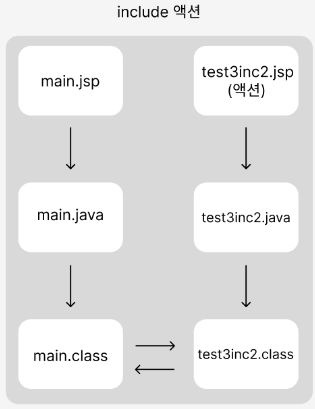 include 액션
main.jsp
test3inc2.jsp
(액션)
main.java
test3inc2.java
main.class
test3inc2.class